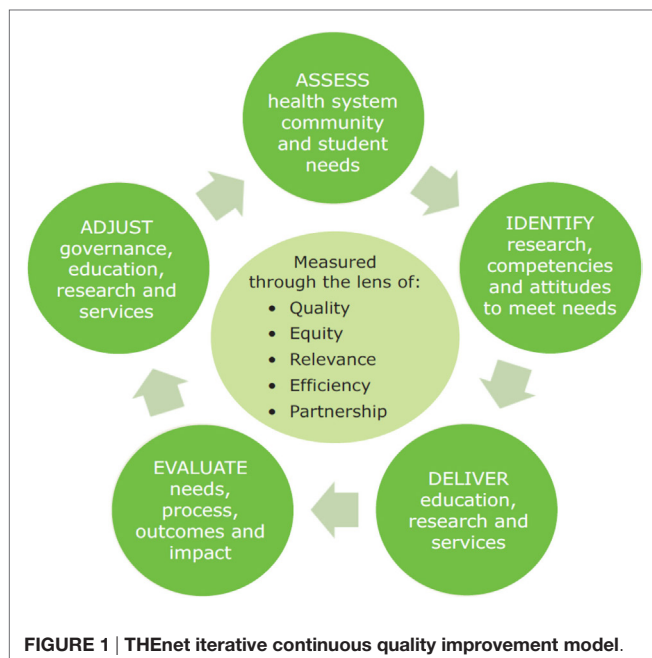 ASSESS
health system
community
and student
needs
IDENTIFY
research,
competencies
and attitudes
to meet needs
DELIVER
education,
research and
services
EVALUATE
needs,
process,
outcomes and
impact
ADJUST
governance,
education,
research and
services
Measured
through the lens of:
• Quality
• Equity
• Relevance
• Efficiency
• Partnership
FIGURE 1 | THEnet iterative continuous quality improvement model.